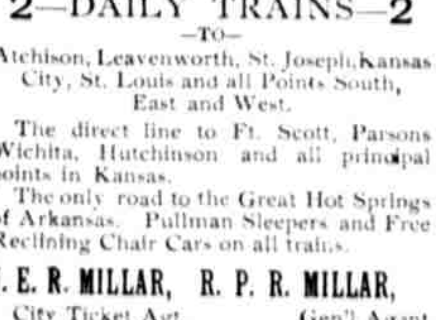 2—DAILY TRAINS—2
—TO—
Atchison, Leavenworth, St. Joseph, Kansas
City, St. Louis and all Points South,
East and West.
The direct line to Ft. Scott, Parsons
Wichita, Hutchinson and all principal
points in Kansas.
The only road to the Great Hot Springs
of Arkansas. Pullman Sleepers and Free
Reclining Chair Cars on all trains.
. E. R. MILLAR, R. P. R. MILLAR,
City Ticket Agt. Gen'l Agent